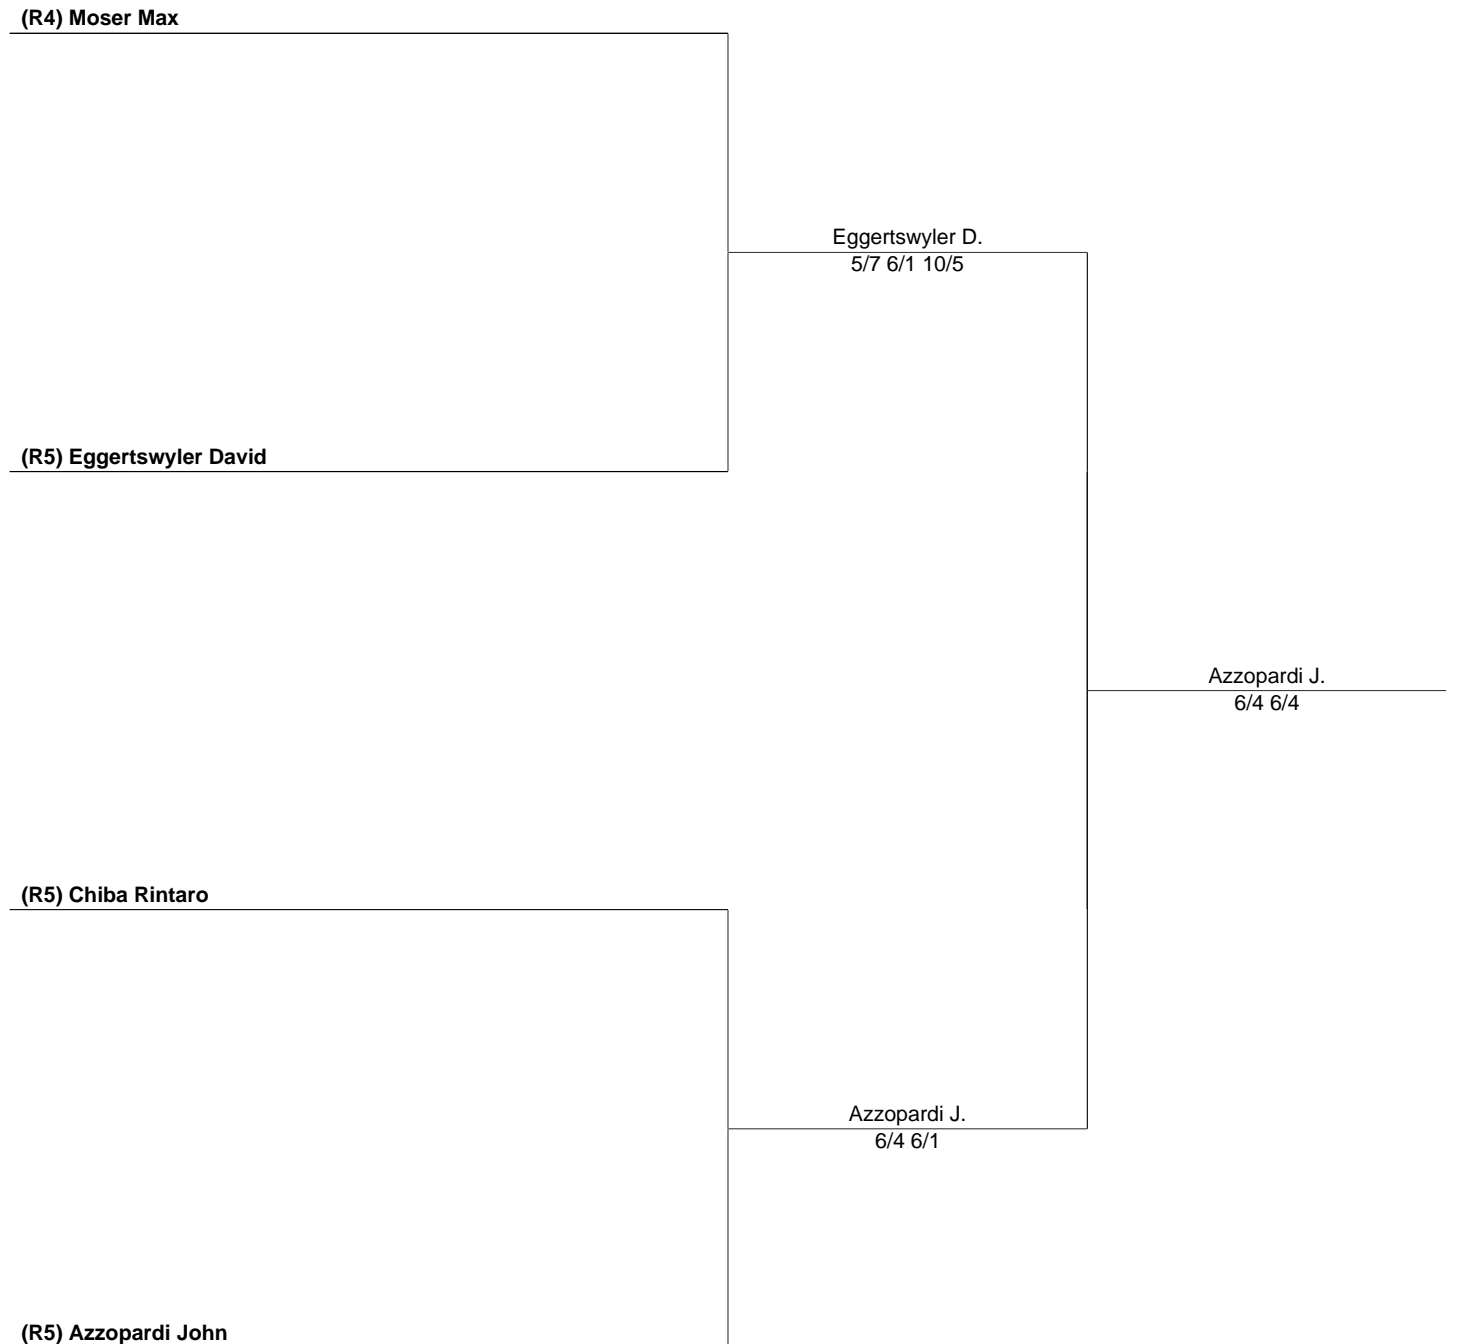 (R4) Moser Max
Eggertswyler D.
5/7 6/1 10/5
(R5) Eggertswyler David
Azzopardi J.
6/4 6/4
(R5) Chiba Rintaro
Azzopardi J.
6/4 6/1
(R5) Azzopardi John